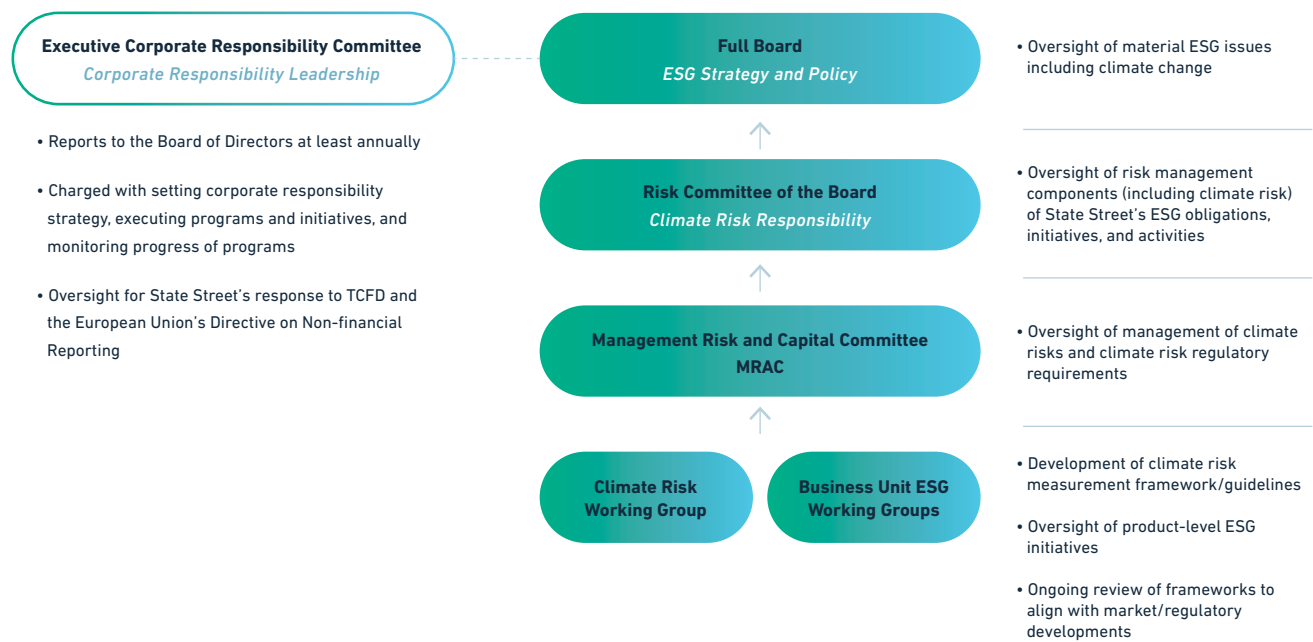 Executive Corporate Responsibility Committee
Corporate Responsibility Leadership
• Reports to the Board of Directors at least annually
• Charged with setting corporate responsibility
strategy, executing programs and initiatives, and
monitoring progress of programs
• Oversight for State Street's response to TCFD and
the European Union's Directive on Non-financial
Reporting
Full Board
ESG Strategy and Policy
• Oversight of material ESG issues
including climate change
Risk Committee of the Board
Climate Risk Responsibility
• Oversight of risk management
components (including climate risk)
of State Street's ESG obligations,
initiatives, and activities
Management Risk and Capital Committee
MRAC
• Oversight of management of climate
risks and climate risk regulatory
requirements
Climate Risk
Working Group
Business Unit ESG
Working Groups
• Development of climate risk
measurement framework/guidelines
• Oversight of product-level ESG
initiatives
• Ongoing review of frameworks to
align with market/regulatory
developments